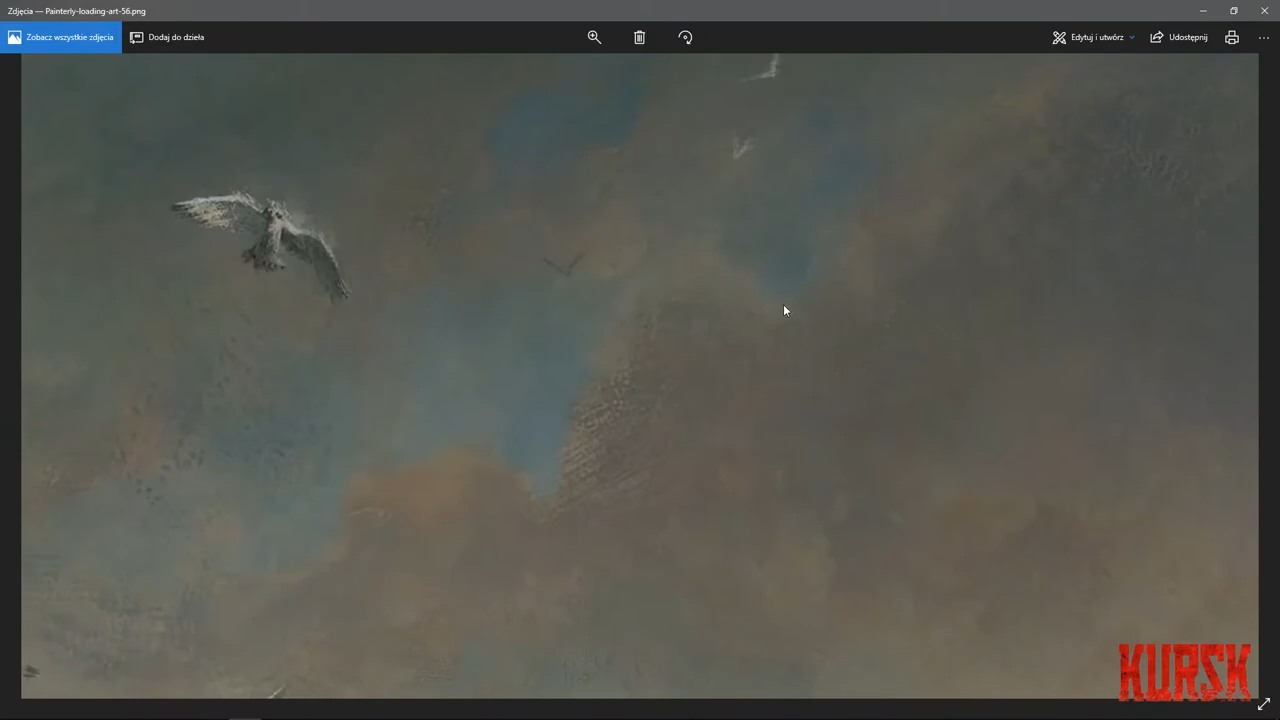 Zdjęcia — Painterly-loading-art-56.png
Zobacz wszystkie zdjęcia
Dodaj do dzieła
Edytuj i utwórz
Udostępnij
KURSK